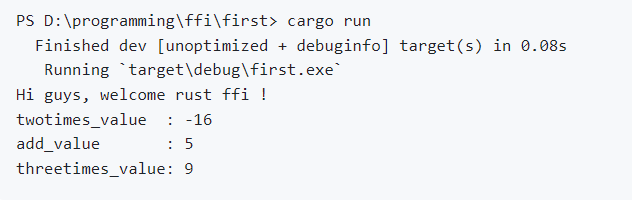 PS D:\programming\ffi\first> cargo run
  Finished dev [unoptimized + debuginfo] target(s) in 0.08s
   Running `target\debug\first.exe`
Hi guys, welcome rust ffi !
twotimes_value  : -16
add_value       : 5
threetimes_value: 9